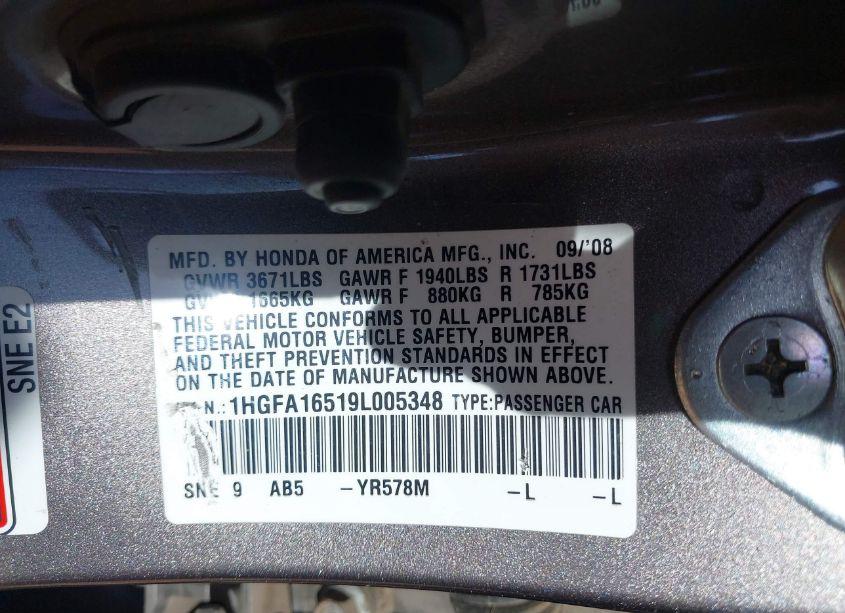 MFD. BY HONDA OF AMERICA MFG., INC. 09/'08
GVWR 3671LBS GAWR F 1940LBS R 1731LBS
GV 1665KG GAWR F 880KG R 785KG
THIS VEHICLE CONFORMS TO ALL APPLICABLE
FEDERAL MOTOR VEHICLE SAFETY, BUMPER,
AND THEFT PREVENTION STANDARDS IN EFFECT
ON THE DATE OF MANUFACTURE SHOWN ABOVE.
N.: 1HGFA16519L005348 TYPE:PASSENGER CAR
SNE 9 AB5 -YR578M -L -L
SNE E2